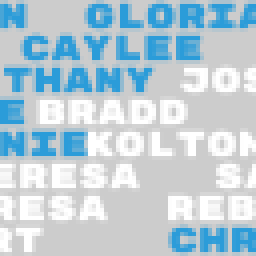 N GLORIA
CAYLEE
THANY JOS
E BRADD
NIE KOLTON
ERESA SA
RESA REB
RT CHR